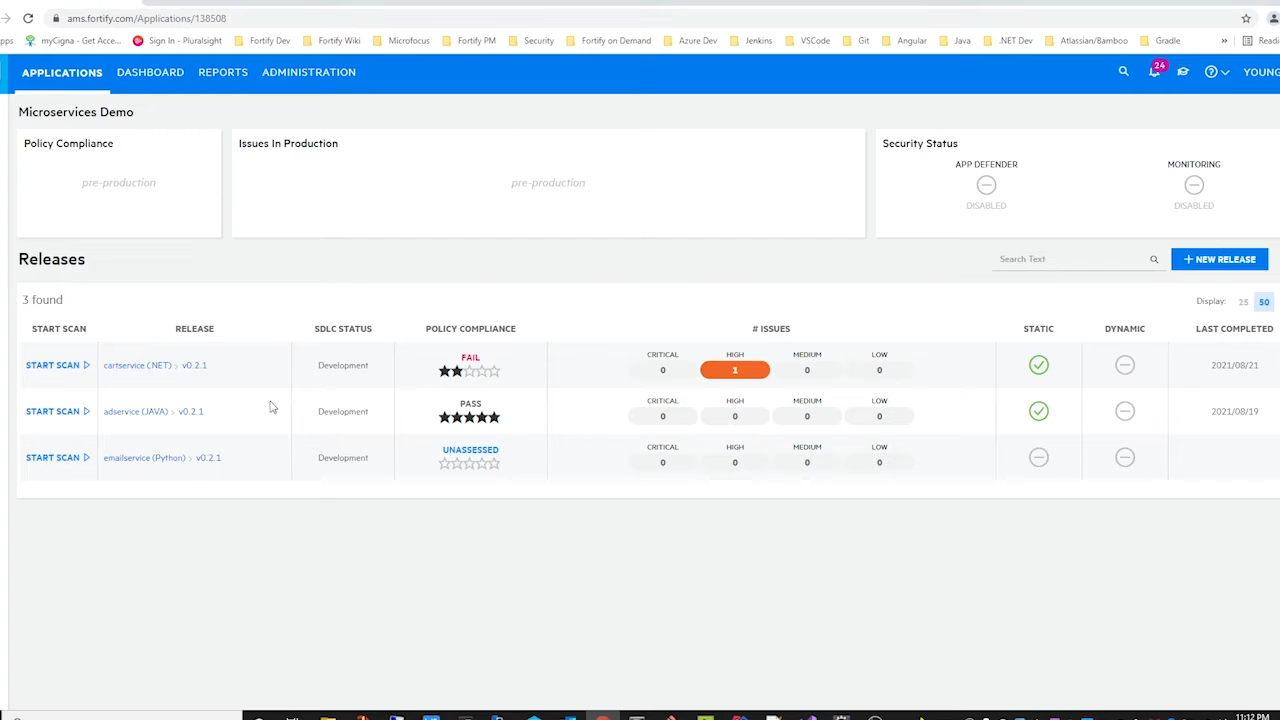 ams.fortify.com/Applications/138508
pps myCigna - Get Acce... Sign In - Pluralsight Fortify Dev Fortify Wiki Microfocus Fortify PM Security Fortify on Demand Azure Dev Jenkins VSCode Git Angular Java .NET Dev Atlassian/Bamboo Gradle » Readi
APPLICATIONS DASHBOARD REPORTS ADMINISTRATION 24 YOUNG
Microservices Demo
Policy Compliance Issues In Production Security Status
APP DEFENDER MONITORING
pre-production pre-production
DISABLED DISABLED
Releases Search Text + NEW RELEASE
3 found Display: 25 50
START SCAN RELEASE SDLC STATUS POLICY COMPLIANCE # ISSUES STATIC DYNAMIC LAST COMPLETED
FAIL CRITICAL HIGH MEDIUM LOW
START SCAN cartservice (.NET) > v0.2.1 Development 0 1 0 0 2021/08/21
PASS CRITICAL HIGH MEDIUM LOW
START SCAN adservice (JAVA) > v0.2.1 Development 0 0 0 0 2021/08/19
UNASSESSED CRITICAL HIGH MEDIUM LOW
START SCAN emailservice (Python) > v0.2.1 Development 0 0 0 0
11:12 PM